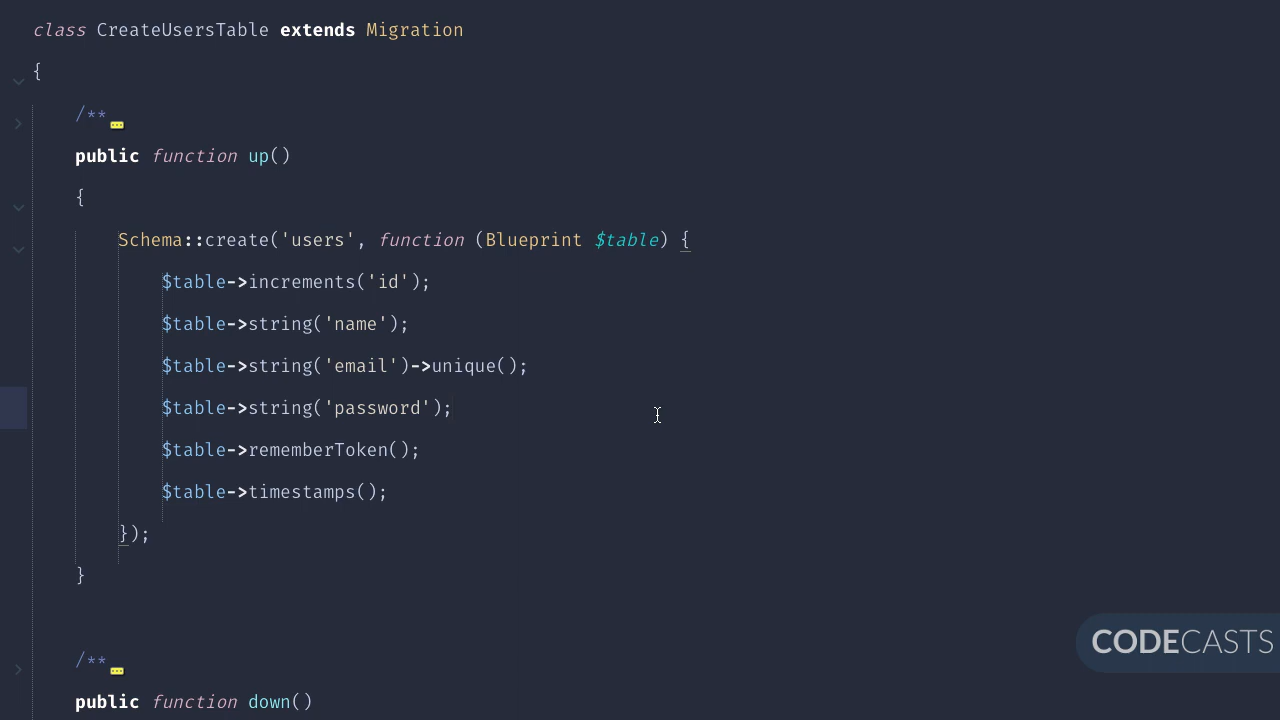 class CreateUsersTable extends Migration
{
/**
public function up()
{
Schema::create('users', function (Blueprint $table) {
$table->increments('id');
$table->string('name');
$table->string('email')->unique();
$table->string('password');
$table->rememberToken();
$table->timestamps();
});
}
/**
public function down()
CODECASTS